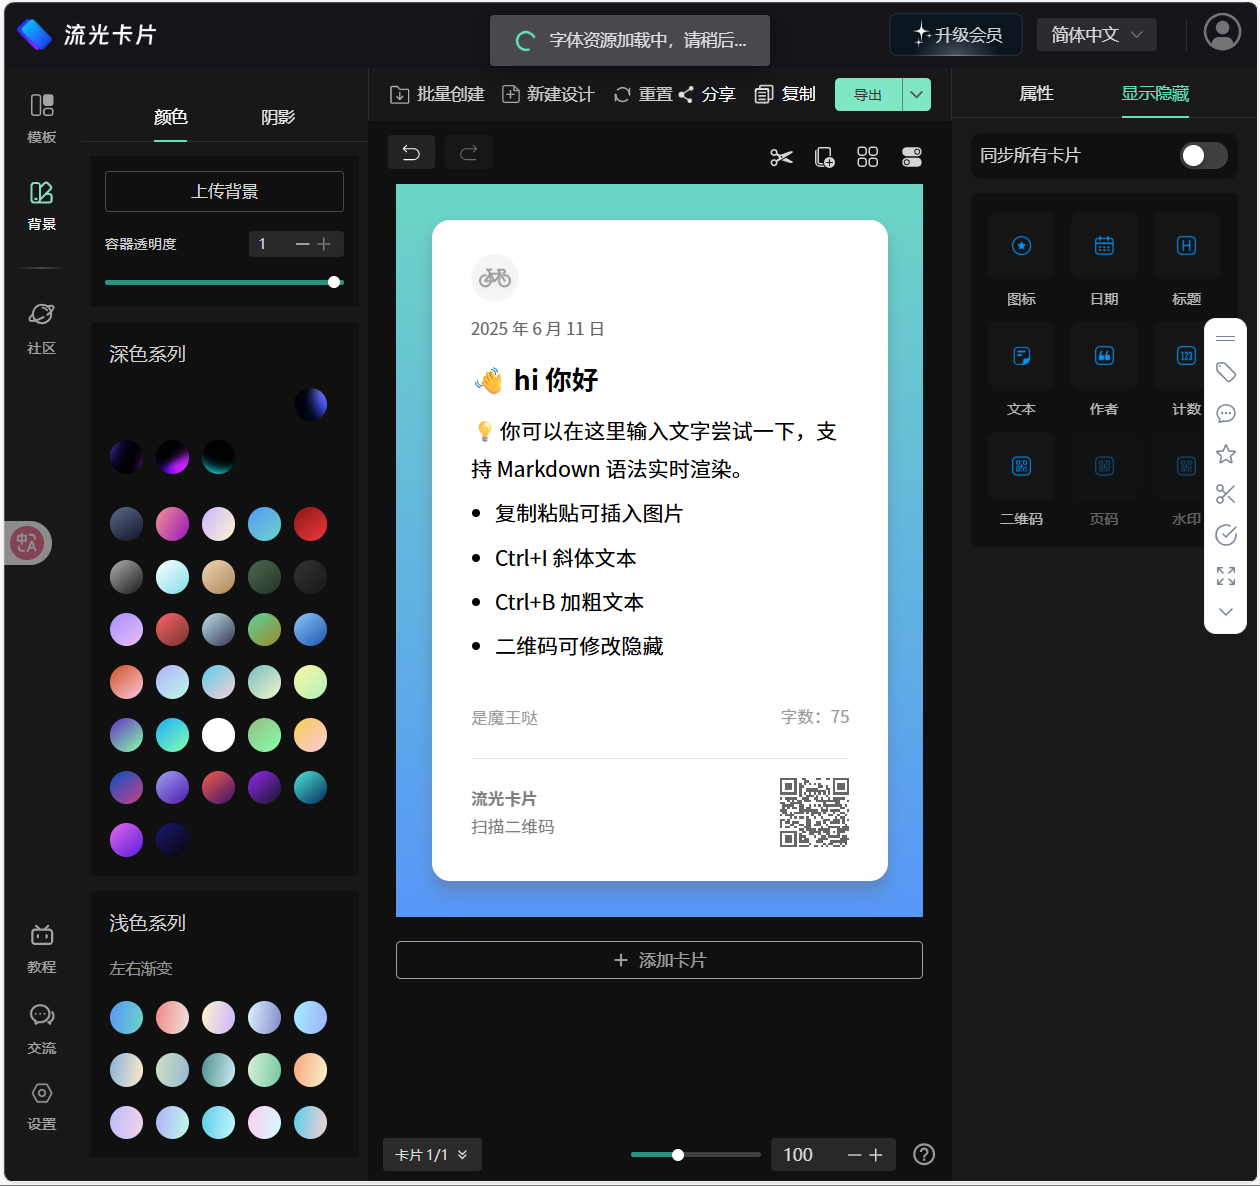 流光卡片
字体资源加载中，请稍后...
升级会员
简体中文
模板
背景
社区
教程
交流
设置
颜色
阴影
上传背景
容器透明度
1
深色系列
浅色系列
左右渐变
批量创建
新建设计
重置
分享
复制
导出
2025 年 6 月 11 日
👋 hi 你好
💡你可以在这里输入文字尝试一下，支
持 Markdown 语法实时渲染。
• 复制粘贴可插入图片
• Ctrl+I 斜体文本
• Ctrl+B 加粗文本
• 二维码可修改隐藏
是魔王哒
字数：75
流光卡片
扫描二维码
+ 添加卡片
卡片 1/1
100
属性
显示隐藏
同步所有卡片
图标
日期
标题
文本
作者
计数
二维码
页码
水印
中A